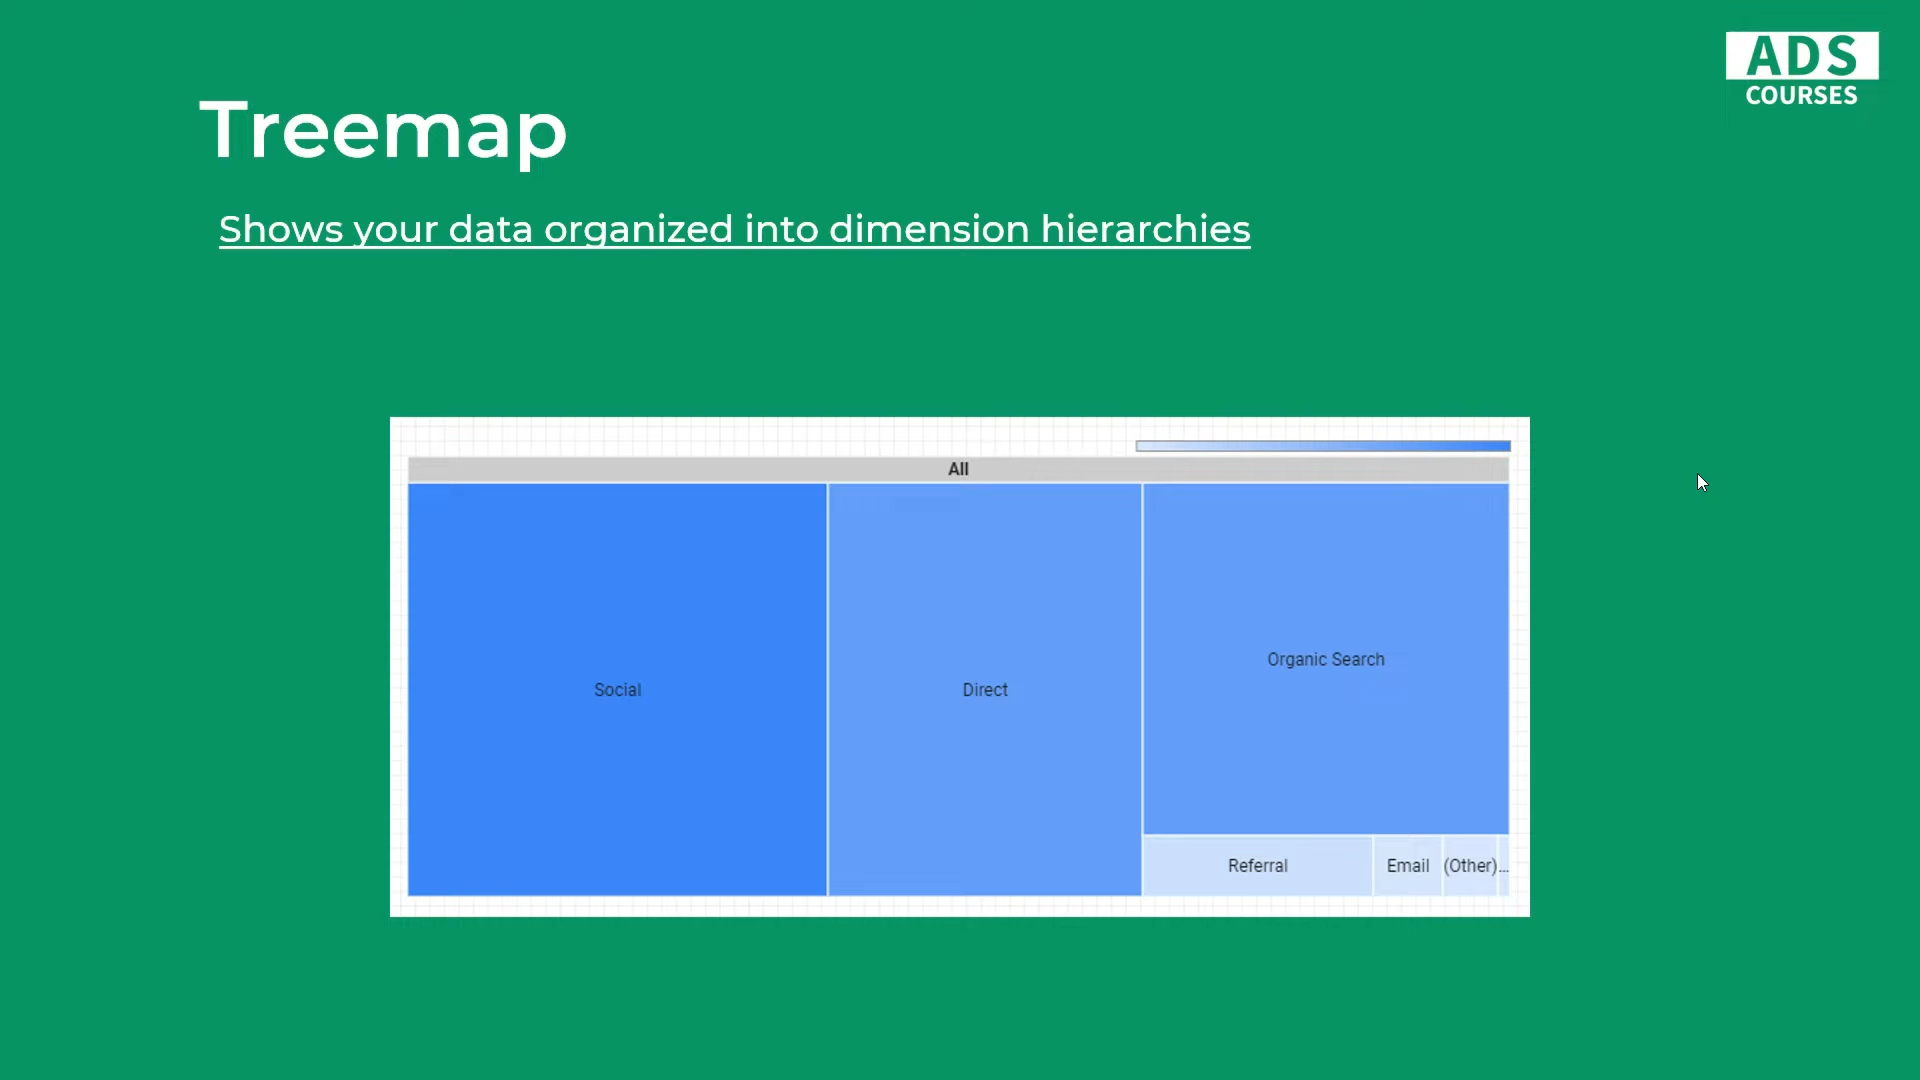 ADS
COURSES
Treemap
Shows your data organized into dimension hierarchies
All
Social
Direct
Organic Search
Referral
Email
(Other)
...